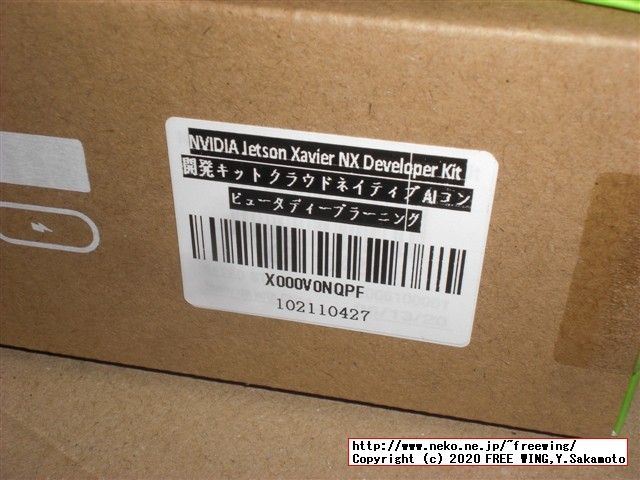 NVIDIA Jetson Xavier NX Developer Kit
開発キットクラウドネイティブ AIコン
ピュータディープラーニング
X000V0NQPF
102110427
http://www.neko.ne.jp/~freewing/
Copyright (c) 2020 FREE WING,Y.Sakamoto